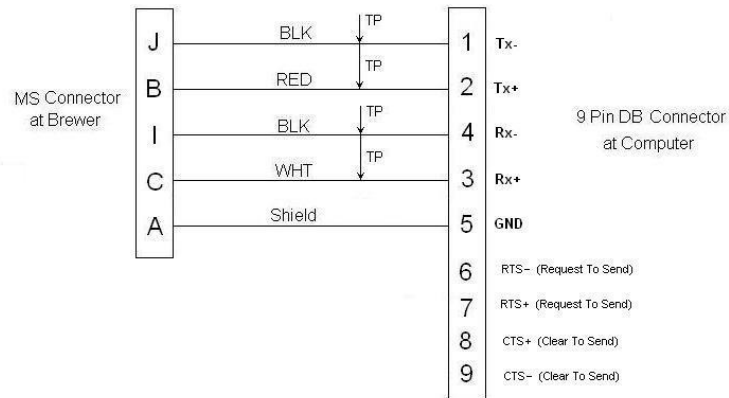 TP
J BLK 1 Tx-
TP
B RED 2 Tx+
MS Connector
at Brewer
TP
I BLK 4 Rx-
9 Pin DB Connector
at Computer
TP
C WHT 3 Rx+
A Shield 5 GND
6 RTS- (Request To Send)
7 RTS+ (Request To Send)
8 CTS+ (Clear To Send)
9 CTS- (Clear To Send)